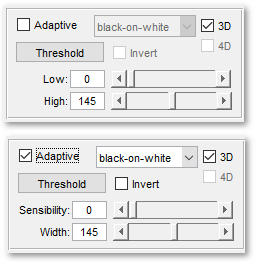 Adaptive black-on-white 3D
4D
Threshold Invert
Low: 0
High: 145
Adaptive black-on-white 3D
4D
Threshold Invert
Sensibility: 0
Width: 145